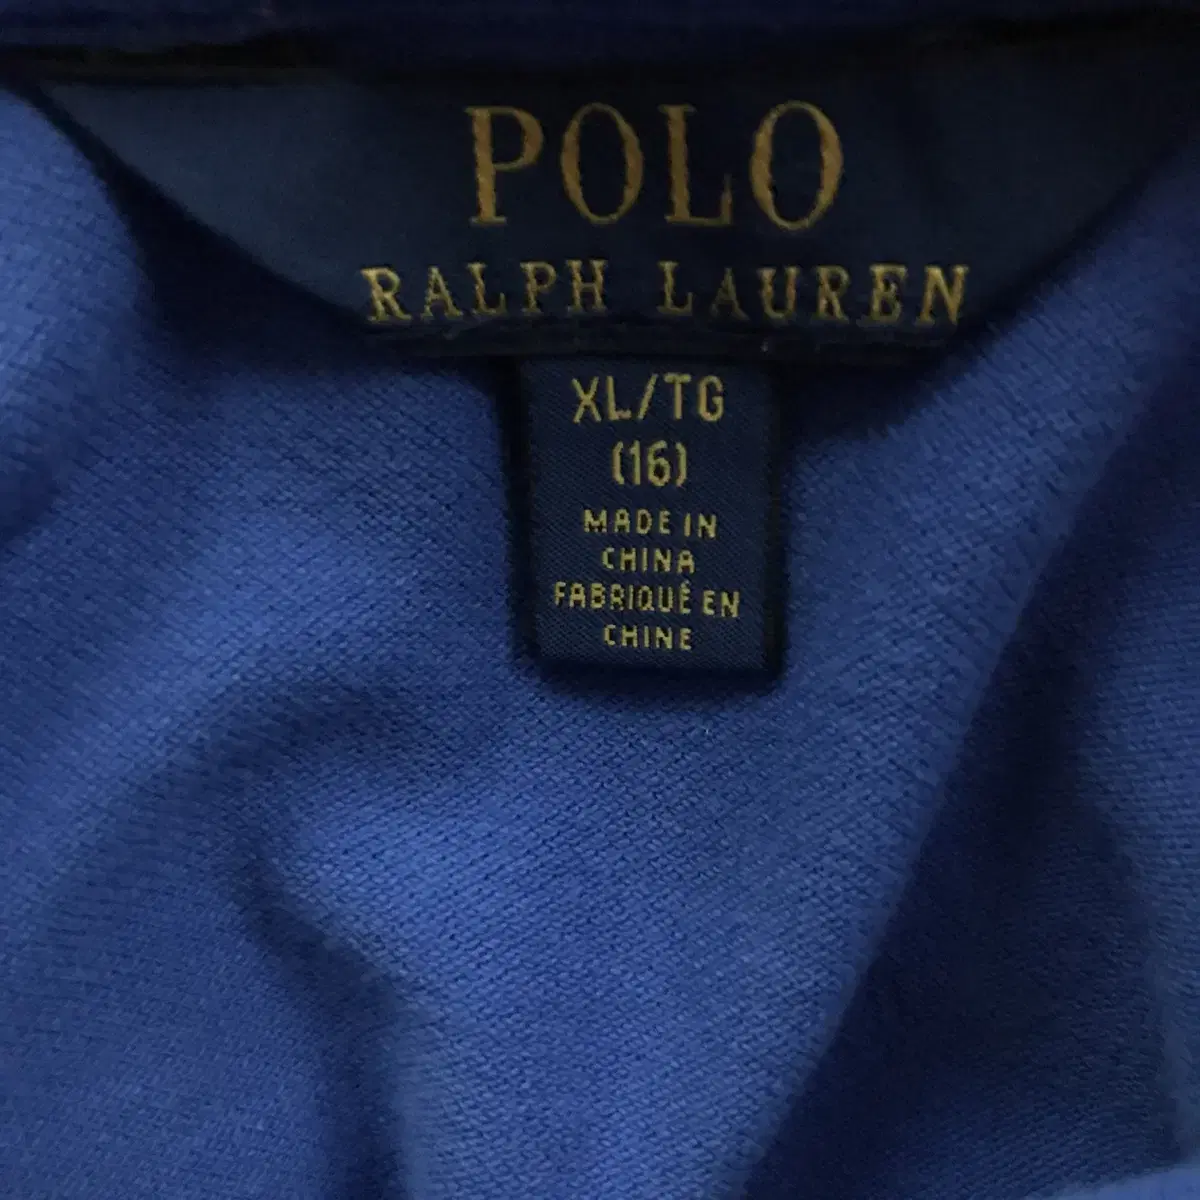 POLO
RALPH LAUREN
XL/TG
(16)
MADE IN
CHINA
FABRIQUÉ EN
CHINE